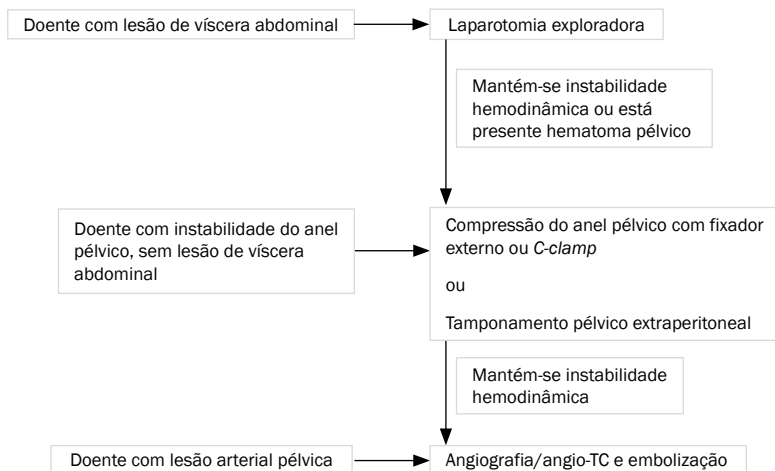 Doente com lesão de víscera abdominal
Laparotomia exploradora
Mantém-se instabilidade
hemodinâmica ou está
presente hematoma pélvico
Doente com instabilidade do anel
pélvico, sem lesão de víscera
abdominal
Compressão do anel pélvico com fixador
externo ou C-clamp
ou
Tamponamento pélvico extraperitoneal
Mantém-se instabilidade
hemodinâmica
Doente com lesão arterial pélvica
Angiografia/angio-TC e embolização